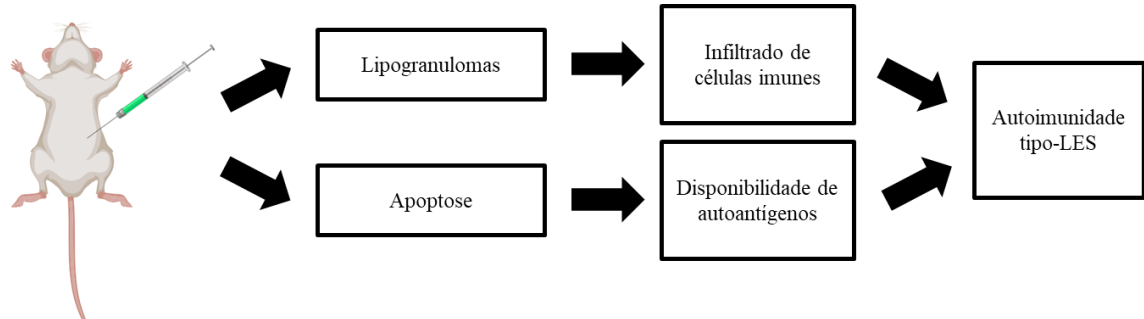 Lipogranulomas
Infiltrado de
células imunes
Apoptose
Disponibilidade de
autoantígenos
Autoimunidade
tipo-LES